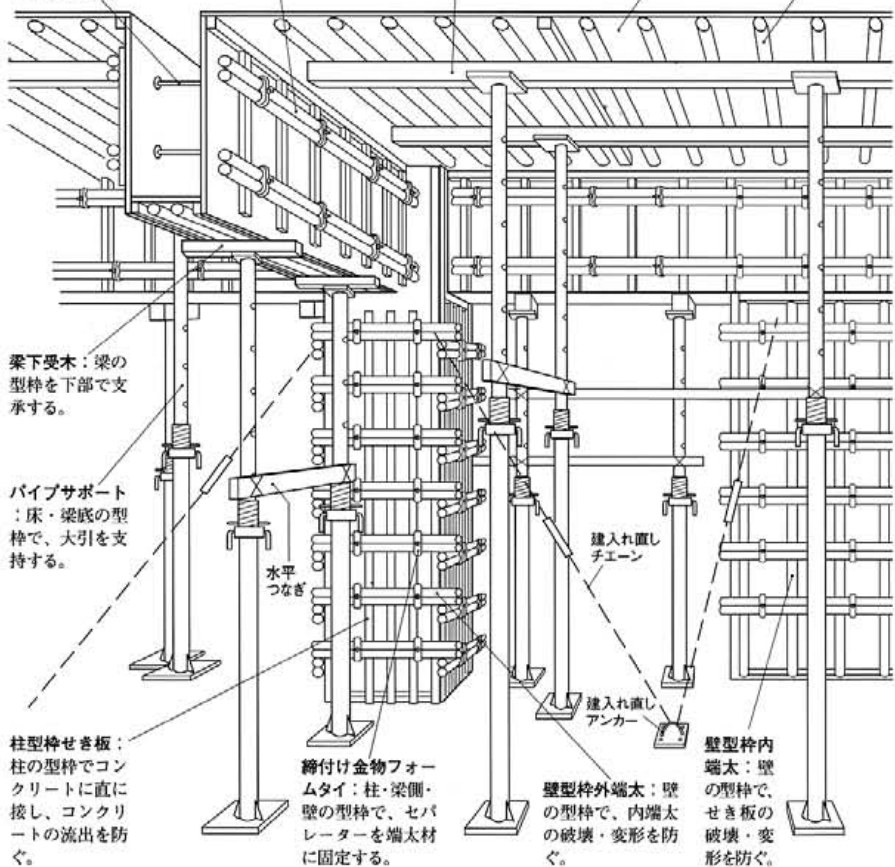 梁下受木：梁の
型枠を下部で支
承する。
パイプサポート
：床・梁底の型
枠で、大引を支
持する。
水平
つなぎ
建入れ直し
チエーン
建入れ直し
アンカー
柱型枠せき板：
柱の型枠でコン
クリートに直に
接し、コンクリ
ートの流出を防
ぐ。
締付け金物フォー
ムタイ：柱・梁側・
壁の型枠で、セパ
レーターを端太材
に固定する。
壁型枠外端太：壁
の型枠で、内端太
の破壊・変形を防
ぐ。
壁型枠内
端太：壁
の型枠で、
せき板の
破壊・変
形を防ぐ。